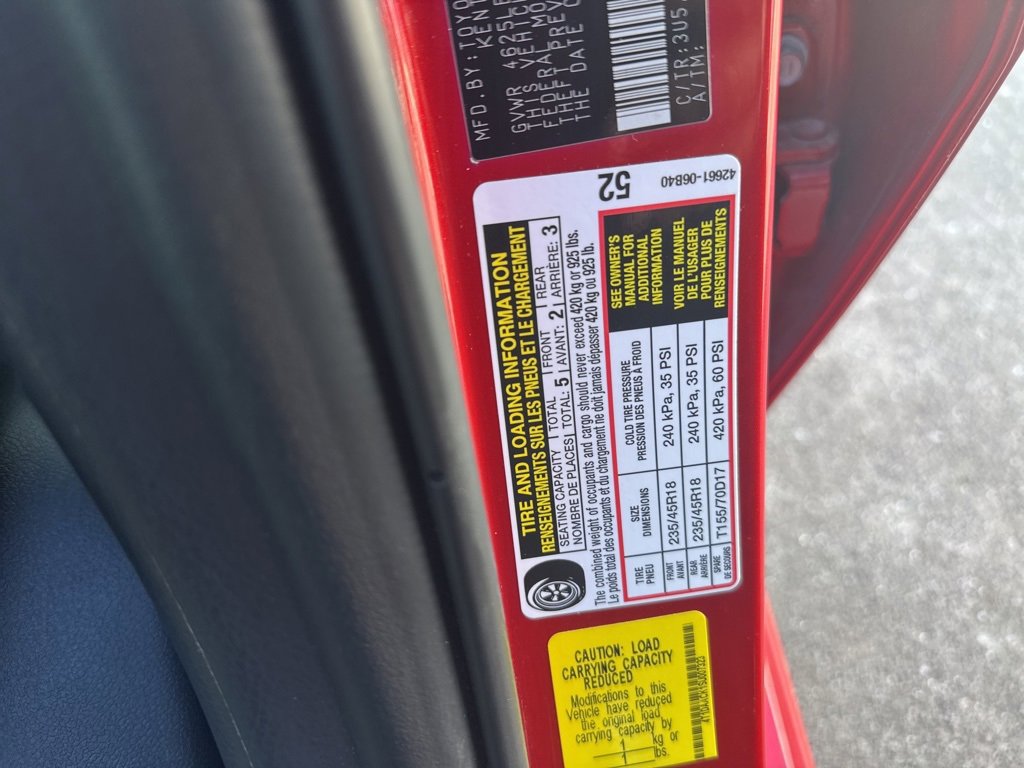 MFD.BY:
GVWR 4625L
THIS VEHIC
FEDERAL MO
THEFT PREV
THE DATE O
C/TR:3U5
A/TM:
52
42661-06B40
TIRE AND LOADING INFORMATION
RENSEIGNEMENTS SUR LES PNEUS ET LE CHARGEMENT
SEATING CAPACITY | TOTAL | FRONT | REAR
NOMBRE DE PLACES | TOTAL: 5 | AVANT: 2 | ARRIÈRE: 3
The combined weight of occupants and cargo should never exceed 420 kg or 925 lbs.
Le poids total des occupants et du chargement ne doit jamais dépasser 420 kg ou 925 lb.
TIRE
PNEU
SIZE
DIMENSIONS
COLD TIRE PRESSURE
PRESSION DES PNEUS À FROID
SEE OWNER'S
MANUAL FOR
ADDITIONAL
INFORMATION
VOIR LE MANUEL
DE L'USAGER
POUR PLUS DE
RENSEIGNEMENTS
FRONT
AVANT
235/45R18
240 kPa, 35 PSI
REAR
ARRIÈRE
235/45R18
240 kPa, 35 PSI
SPARE
DE SECOURS
T155/70D17
420 kPa, 60 PSI
CAUTION: LOAD
CARRYING CAPACITY
REDUCED
Modifications to this
Vehicle have reduced
the original load
carrying capacity by
kg or
1 lbs.